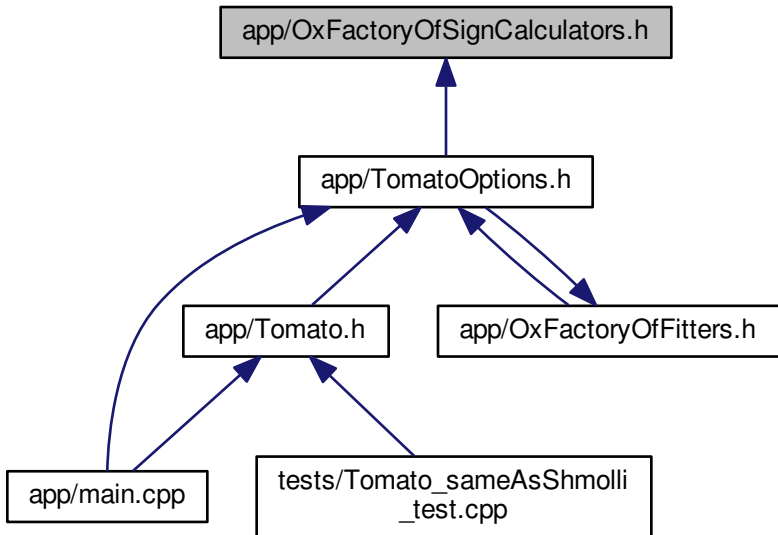 app/OxFactoryOfSignCalculators.h
app/TomatoOptions.h
app/Tomato.h
app/OxFactoryOfFitters.h
app/main.cpp
tests/Tomato_sameAsShmolli
_test.cpp